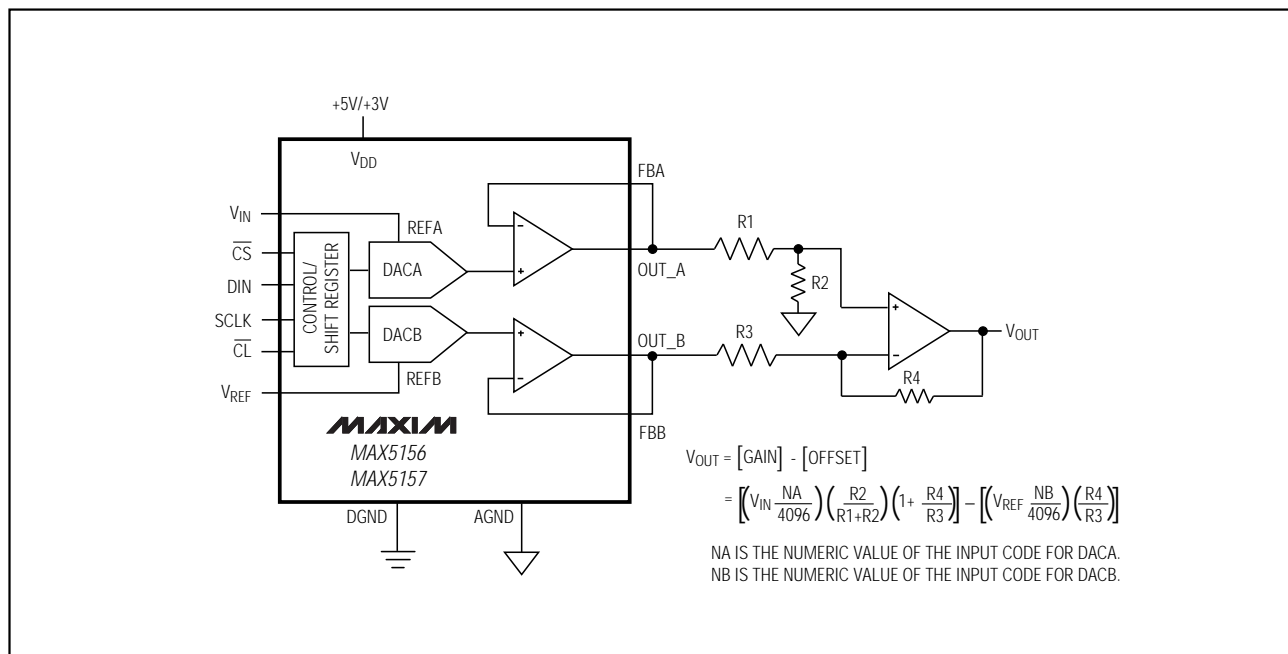 +5V/+3V
VDD
FBA
VIN
REFA
R1
CS
DACA
OUT_A
R2
DIN
CONTROL/
SHIFT REGISTER
+
-
SCLK
DACB
OUT_B
R3
VOUT
CL
R4
REFB
VREF
FBB
MAXIM
MAX5156
MAX5157
DGND
AGND
VOUT = [GAIN] - [OFFSET]
= [(VIN NA/4096)(R2/R1+R2)(1+ R4/R3)] – [(VREF NB/4096)(R4/R3)]
NA IS THE NUMERIC VALUE OF THE INPUT CODE FOR DACA.
NB IS THE NUMERIC VALUE OF THE INPUT CODE FOR DACB.